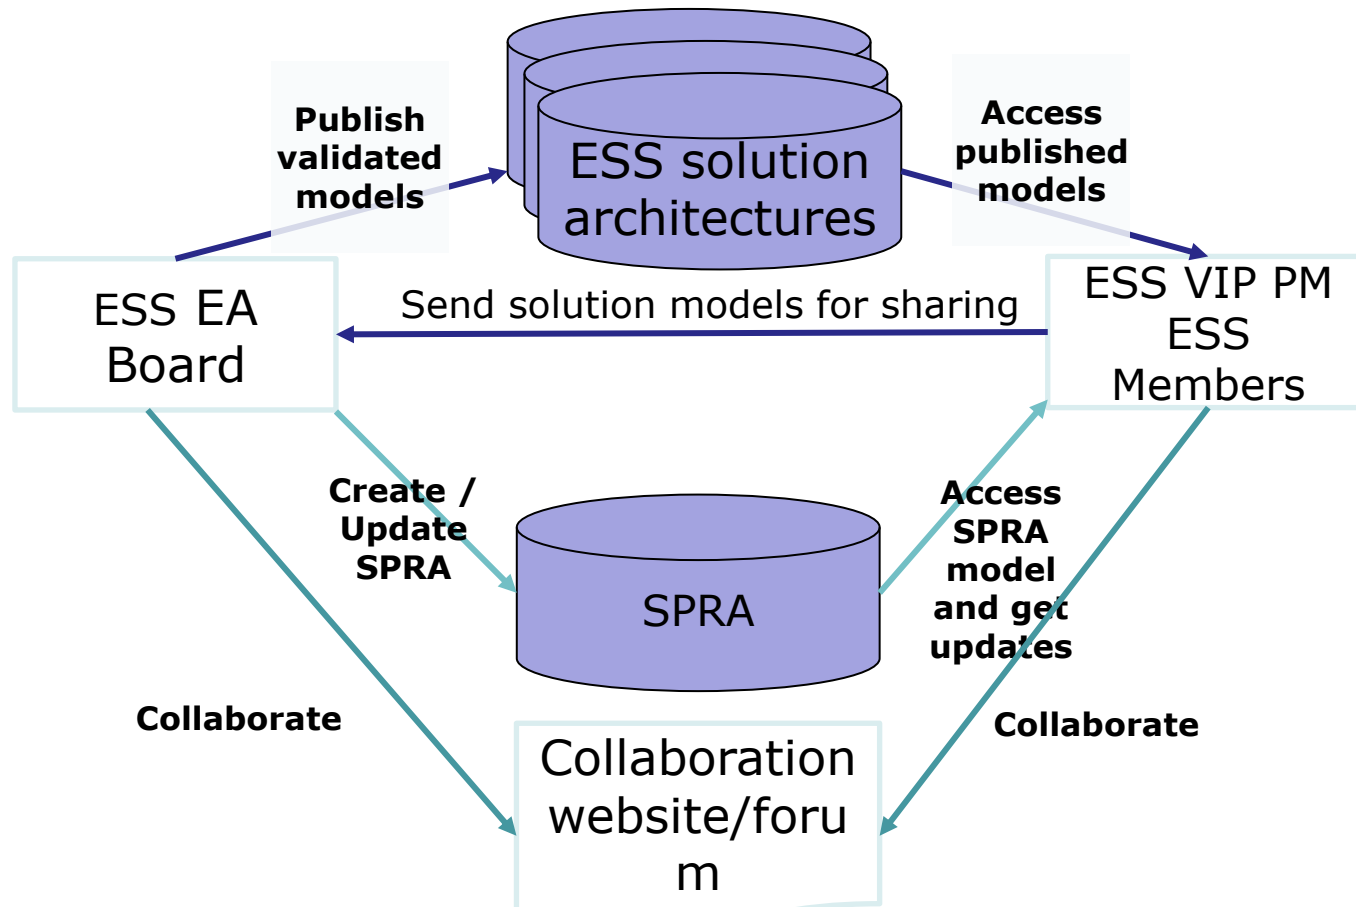 Publish
validated
models
ESS solution
architectures
Access
published
models
ESS EA
Board
Send solution models for sharing
ESS VIP PM
ESS
Members
Create /
Update
SPRA
SPRA
Access
SPRA
model
and get
updates
Collaborate
Collaborate
Collaboration
website/foru
m